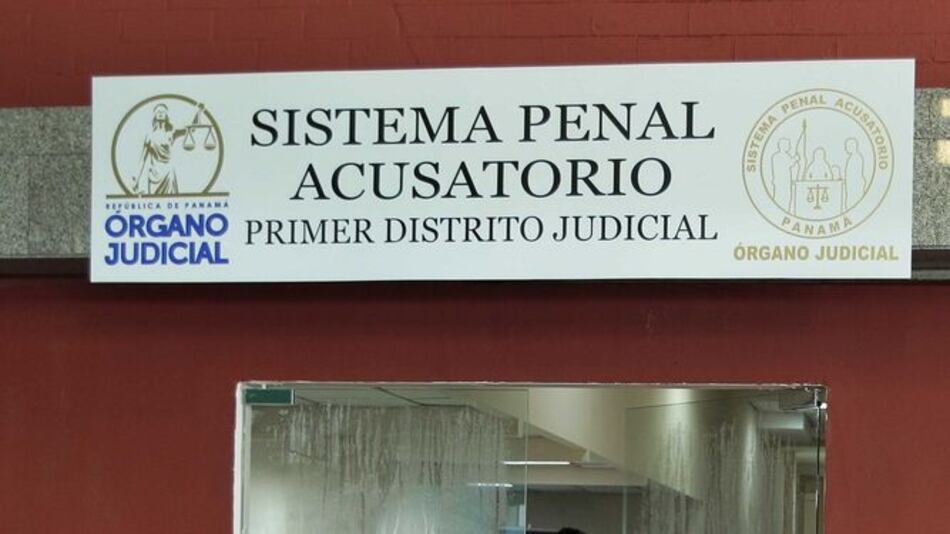 REPÚBLICA DE PANAMÁ
ÓRGANO
JUDICIAL
SISTEMA PENAL
ACUSATORIO
PRIMER DISTRITO JUDICIAL
SISTEMA PENAL ACUSATORIO
PANAMÁ
ÓRGANO JUDICIAL